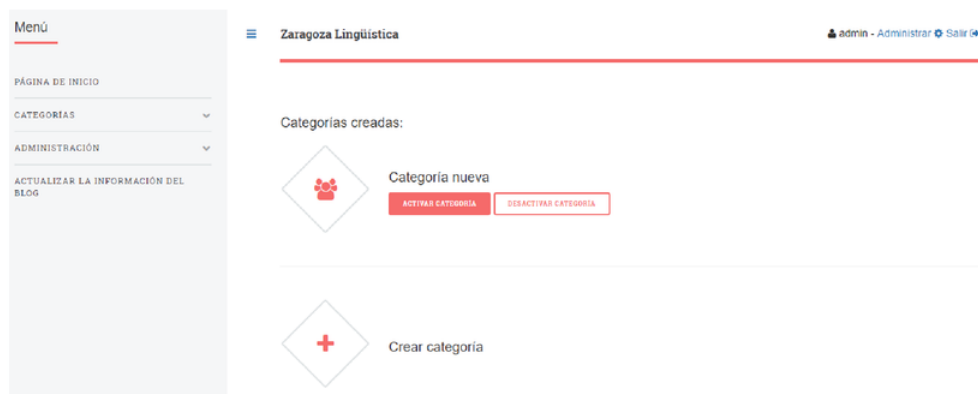 Menú
PÁGINA DE INICIO
CATEGORÍAS
ADMINISTRACIÓN
ACTUALIZAR LA INFORMACIÓN DEL
BLOG
Zaragoza Lingüística
admin - Administrar Salir
Categorías creadas:
Categoría nueva
ACTIVAR CATEGORIA DESACTIVAR CATEGORIA
Crear categoría